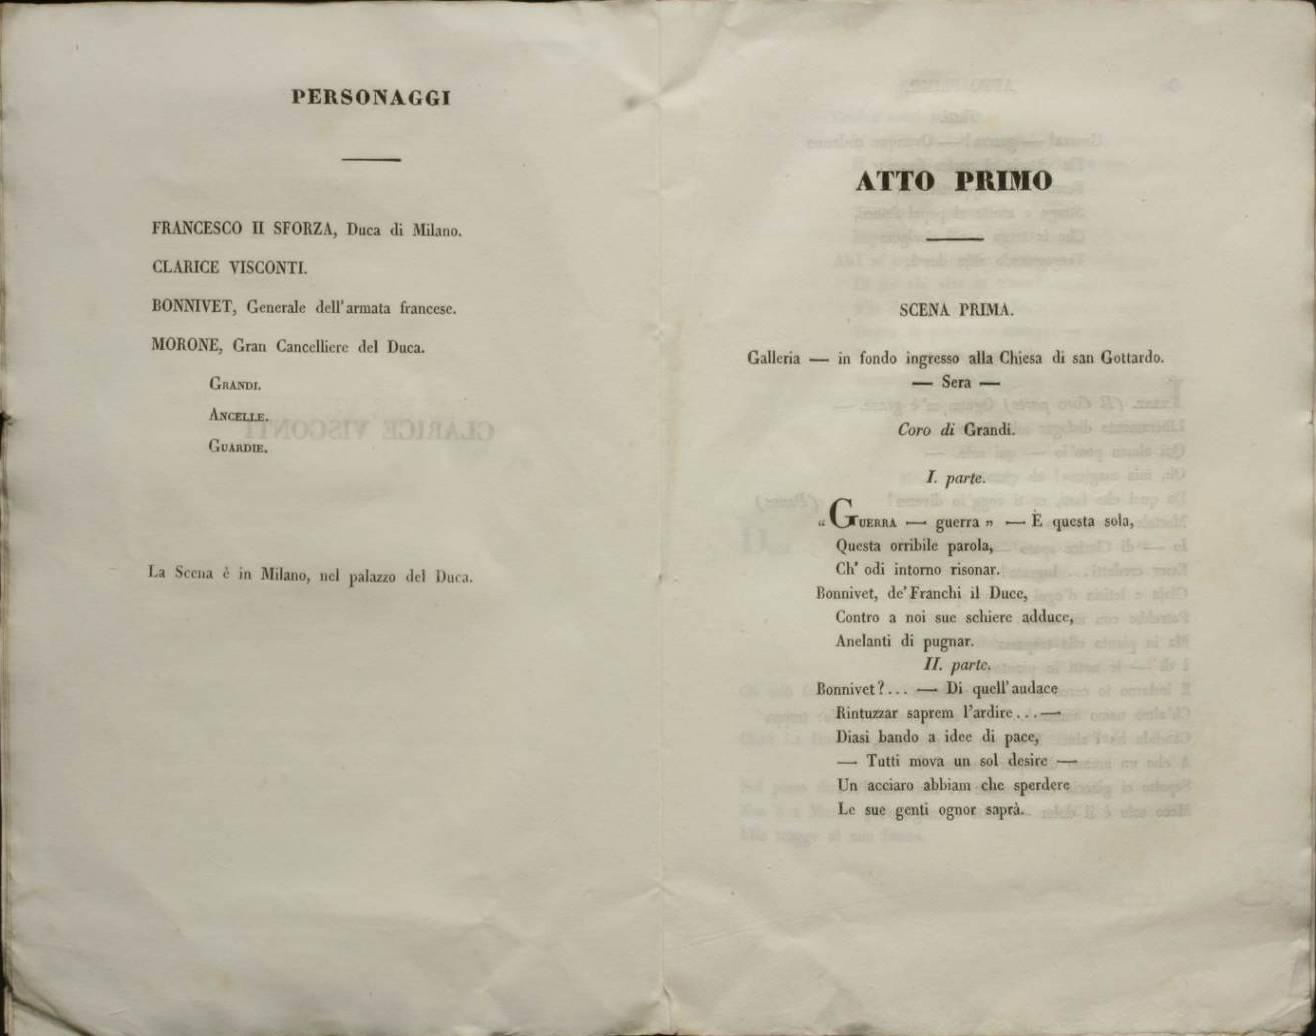 PERSONAGGI
FRANCESCO II SFORZA, Duca di Milano.
CLARICE VISCONTI.
BONNIVET, Generale dell'armata francese.
MORONE, Gran Cancelliere del Duca.
GRANDI.
ANCELLE.
GUARDIE.
La Scena è in Milano, nel palazzo del Duca.
ATTO PRIMO
SCENA PRIMA.
Galleria — in fondo ingresso alla Chiesa di san Gottardo.
— Sera —
Coro di Grandi.
I. parte.
“ GUERRA — guerra ” — È questa sola,
Questa orribile parola,
Ch' odi intorno risonar.
Bonnivet, de' Franchi il Duce,
Contro a noi sue schiere adduce,
Anelanti di pugnar.
II. parte.
Bonnivet?... — Di quell' audace
Rintuzzar saprem l'ardire...—
Diasi bando a idee di pace,
— Tutti mova un sol desire —
Un acciaro abbiam che sperdere
Le sue genti ognor saprà.